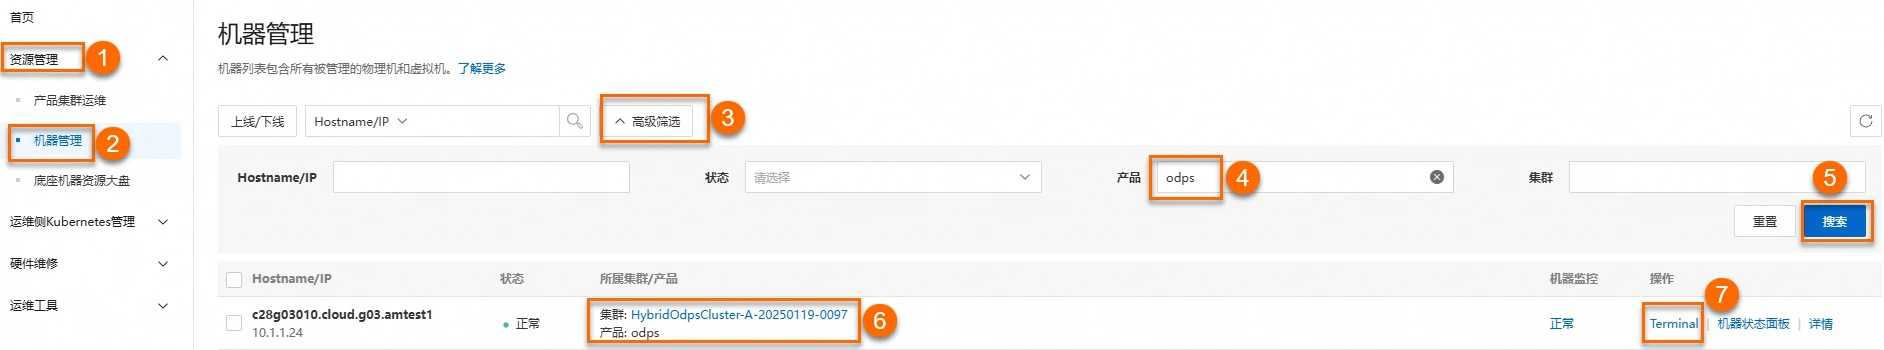 首页
资源管理 1
产品集群运维
机器管理 2
底座机器资源大盘
运维侧Kubernetes管理
硬件维修
运维工具
机器管理
机器列表包含所有被管理的物理机和虚拟机。了解更多
上线/下线 Hostname/IP 高级筛选 3
Hostname/IP 状态 请选择 产品 odps 4 集群 5
重置 搜索
Hostname/IP 状态 所属集群/产品 机器监控 操作 7
c28g03010.cloud.g03.amtest1
10.1.1.24
正常
集群: HybridOdpsCluster-A-20250119-0097
产品: odps
6
正常 Terminal | 机器状态面板 | 详情